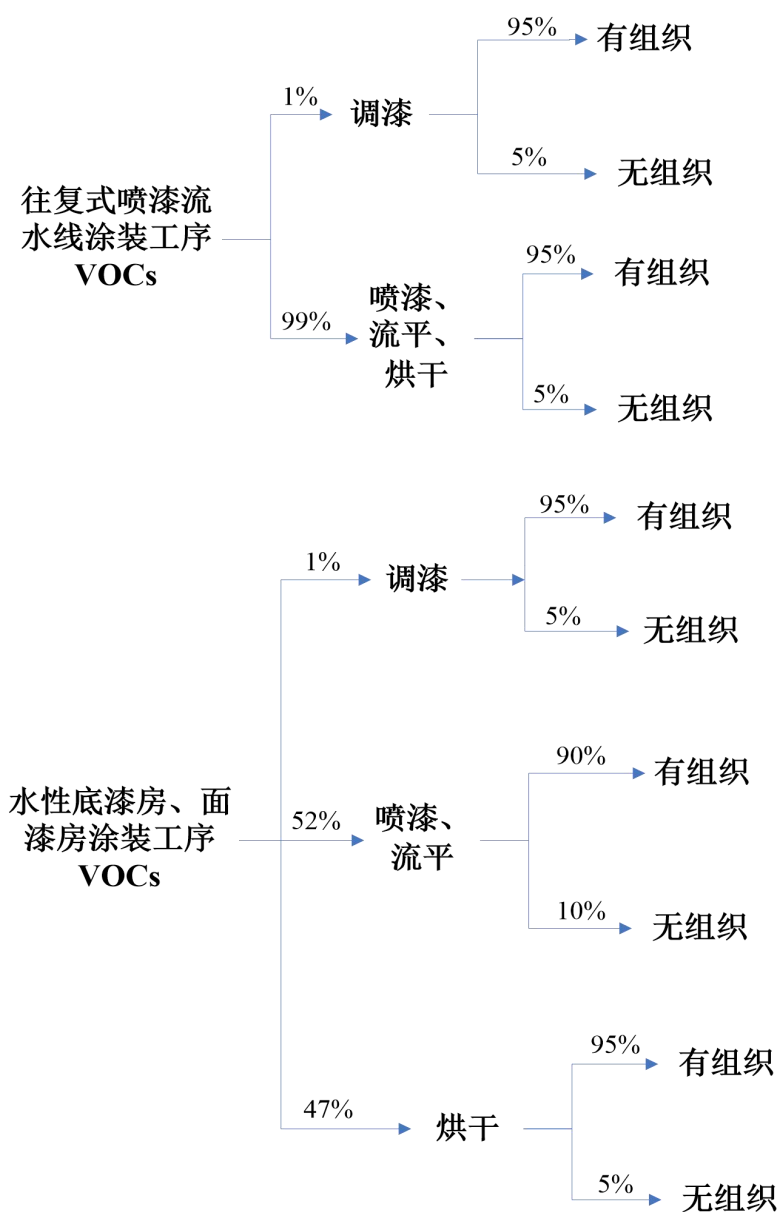 95%
有组织
1%
调漆
5%
无组织
往复式喷漆流
水线涂装工序
VOCs
95%
有组织
99%
喷漆、
流平、
烘干
5%
无组织
95%
有组织
1%
调漆
5%
无组织
90%
有组织
水性底漆房、面
漆房涂装工序
VOCs
52%
喷漆、
流平
10%
无组织
95%
有组织
47%
烘干
5%
无组织